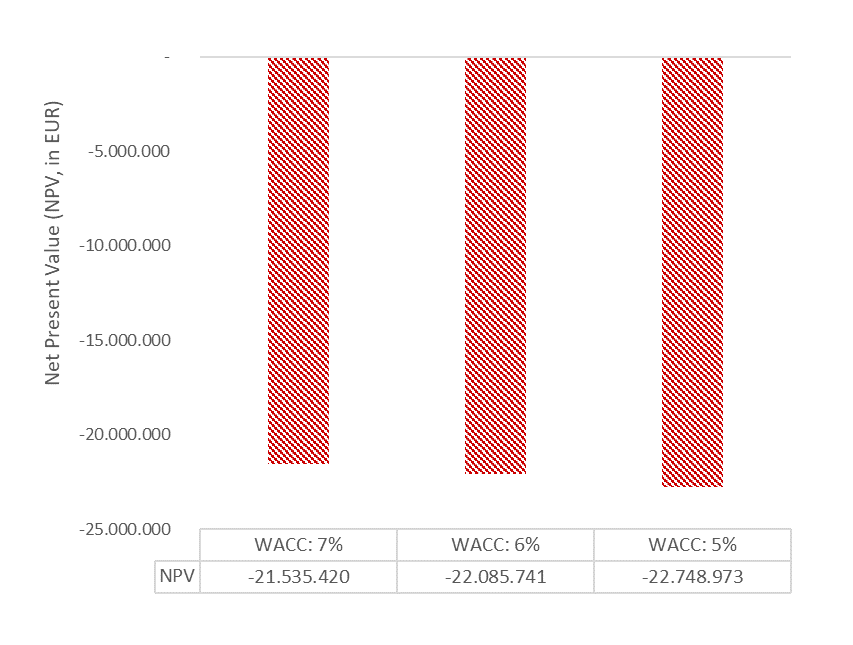 Net Present Value (NPV, in EUR)
-
-5.000.000
-10.000.000
-15.000.000
-20.000.000
-25.000.000
WACC: 7% WACC: 6% WACC: 5%
NPV -21.535.420 -22.085.741 -22.748.973